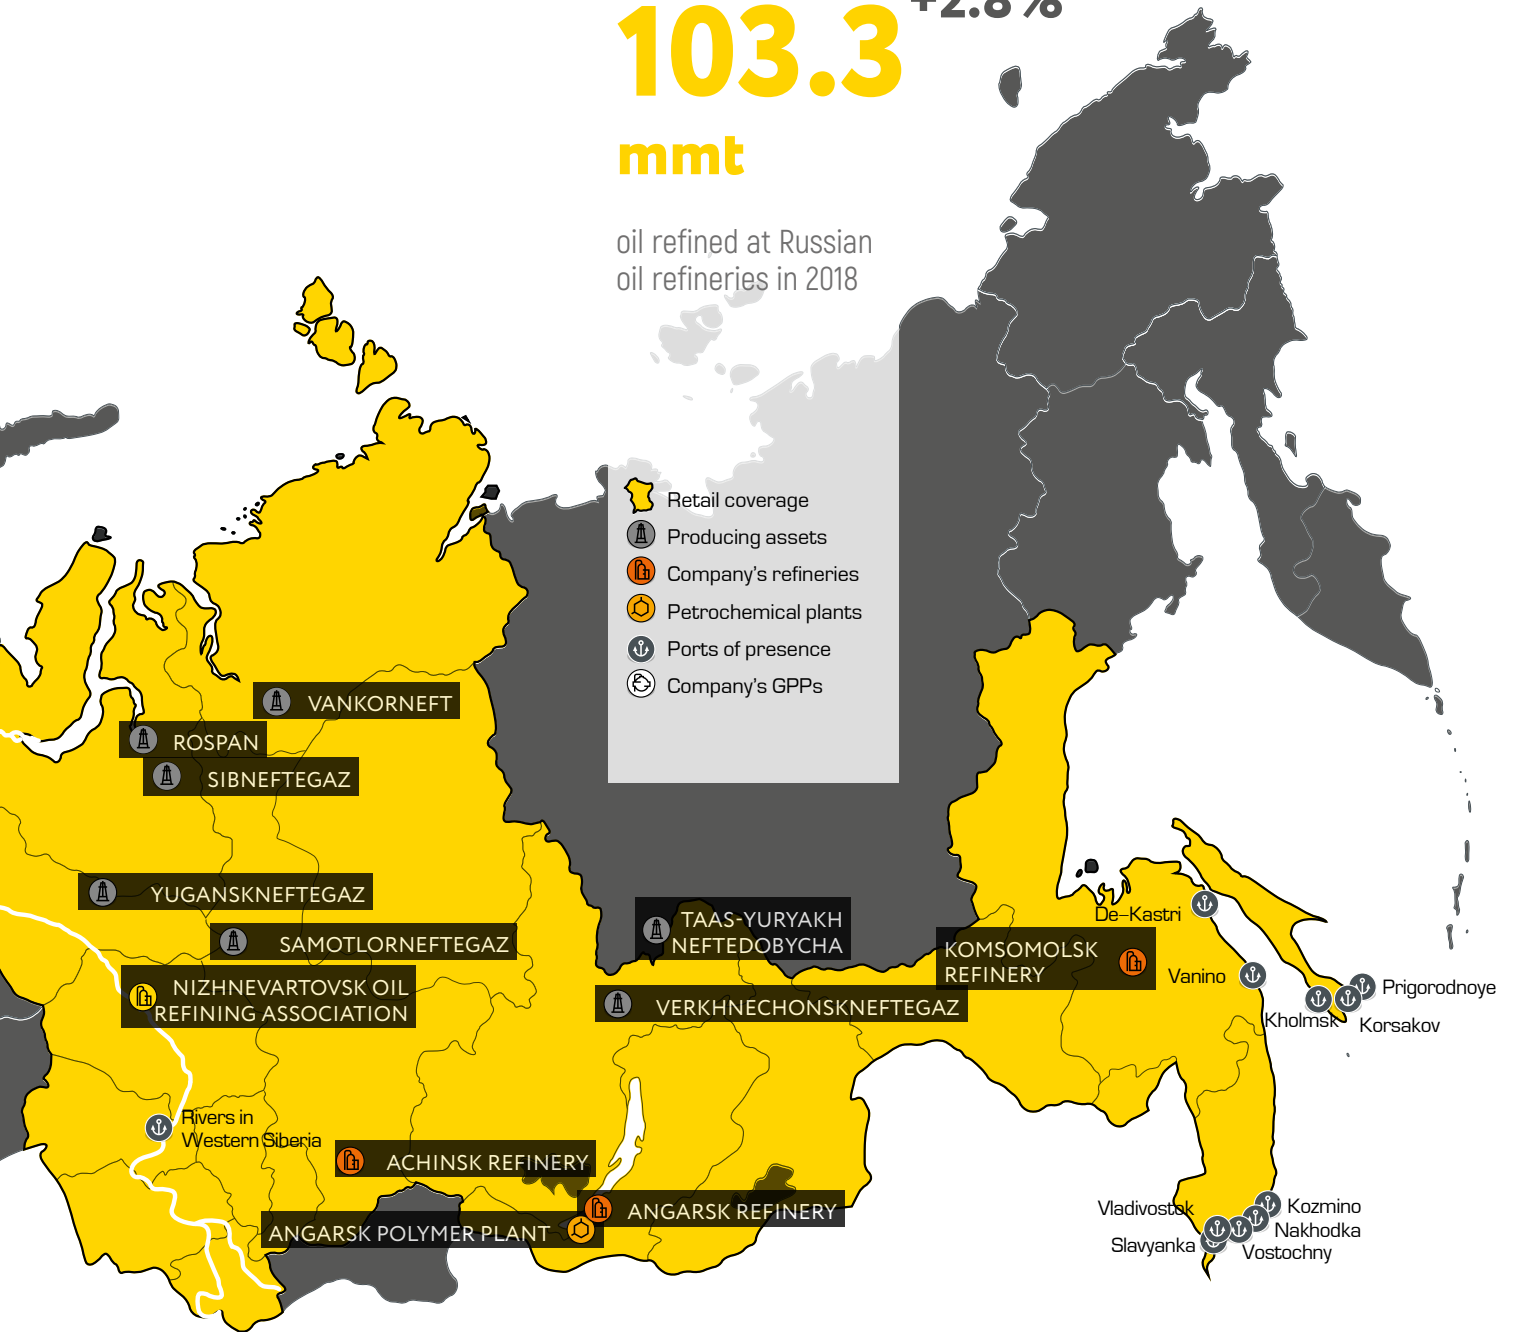 +2.8%
103.3
mmt
oil refined at Russian
oil refineries in 2018
Retail coverage
Producing assets
Company's refineries
Petrochemical plants
Ports of presence
Company's GPPs
VANKORNEFT
ROSPAN
SIBNEFTEGAZ
YUGANSKNEFTEGAZ
SAMOTLORNEFTEGAZ
NIZHNEVARTOVSK OIL
REFINING ASSOCIATION
TAAS-YURYAKH
NEFTEDOBYCHA
VERKHNECHONSKNEFTEGAZ
KOMSOMOLSK
REFINERY
De-Kastri
Vanino
Prigorodnoye
Kholmsk
Korsakov
Rivers in
Western Siberia
ACHINSK REFINERY
ANGARSK REFINERY
ANGARSK POLYMER PLANT
Vladivostok
Kozmino
Nakhodka
Slavyanka
Vostochny